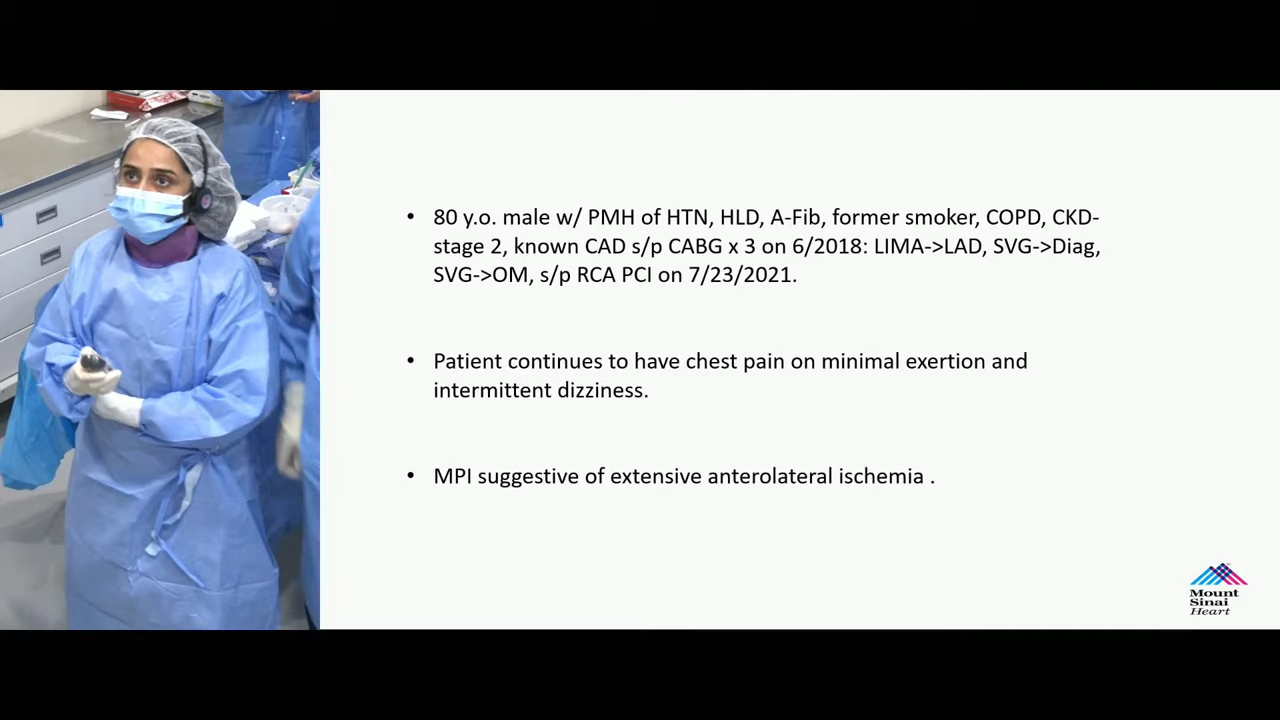 • 80 y.o. male w/ PMH of HTN, HLD, A-Fib, former smoker, COPD, CKD-
stage 2, known CAD s/p CABG x 3 on 6/2018: LIMA->LAD, SVG->Diag,
SVG->OM, s/p RCA PCI on 7/23/2021.
• Patient continues to have chest pain on minimal exertion and
intermittent dizziness.
• MPI suggestive of extensive anterolateral ischemia .
Mount
Sinai
Heart